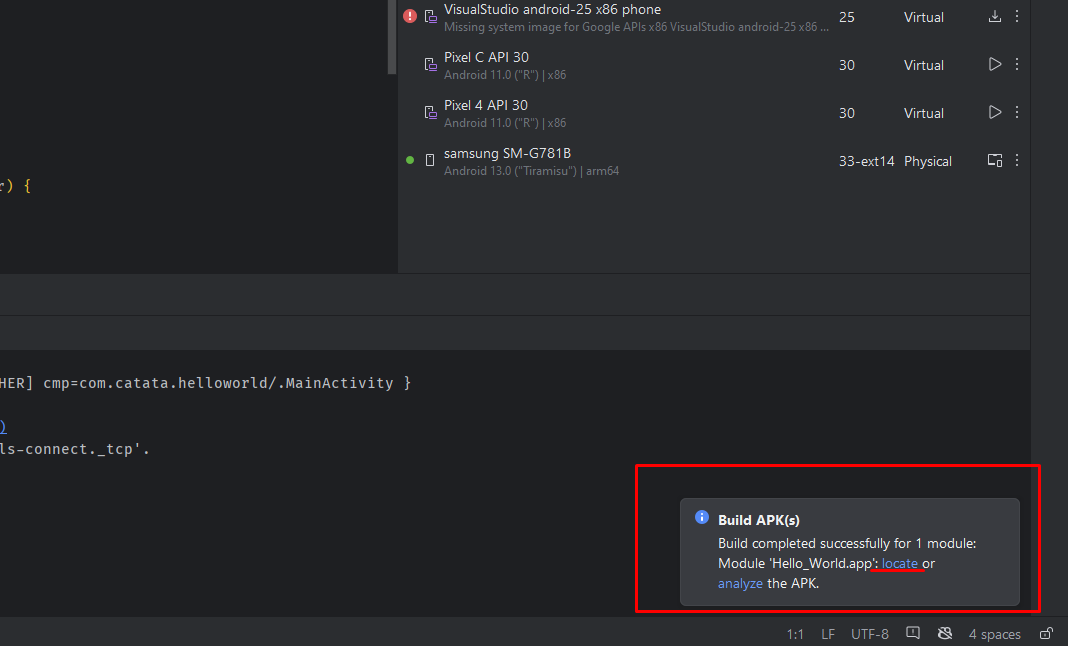 VisualStudio android-25 x86 phone 25 Virtual
Missing system image for Google APIs x86 VisualStudio android-25 x86 ...
Pixel C API 30 30 Virtual
Android 11.0 ("R") | x86
Pixel 4 API 30 30 Virtual
Android 11.0 ("R") | x86
samsung SM-G781B 33-ext14 Physical
Android 13.0 ("Tiramisu") | arm64
r) {
HER] cmp=com.catata.helloworld/.MainActivity }
)
ls-connect._tcp'.
Build APK(s)
Build completed successfully for 1 module:
Module 'Hello_World.app': locate or
analyze the APK.
1:1 LF UTF-8 4 spaces